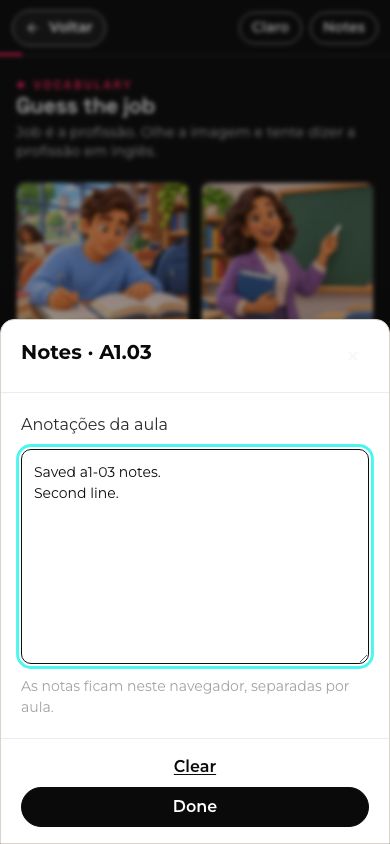 ← Voltar
Claro
Notes
VOCABULARY
Guess the job
Job é a profissão. Olhe a imagem e tente dizer a
profissão em inglês.
Notes · A1.03
×
Anotações da aula
Saved a1-03 notes.
Second line.
As notas ficam neste navegador, separadas por
aula.
Clear
Done